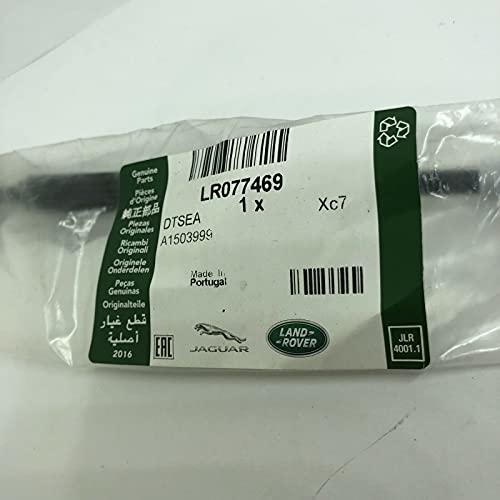 Genuine
Parts
Pièces
d'Origine
純正部品
Piezas
Originales
Ricambi
Originali
Originele
Onderdelen
Peças
Genuínas
Originalteile
قطع غيار
أصلية
2016
LR077469
1 x
Xc7
DTSEA
A1503999
Made In
Portugal
EAC
JAGUAR
LAND-
ROVER
JLR
4001.1